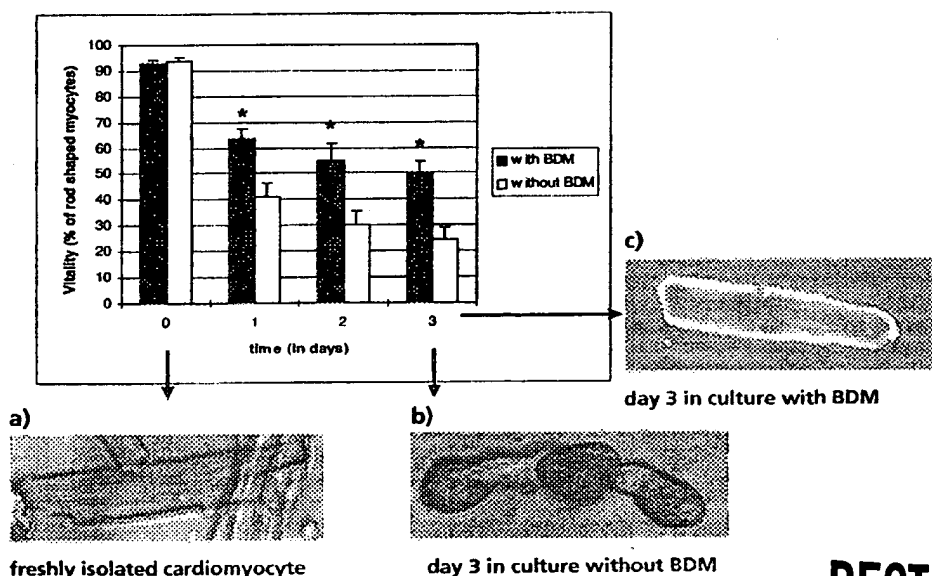 100
90
80
70
60
50
40
30
20
10
0
Vitality (% of rod shaped myocytes)
* * *
0 1 2 3
time (in days)
with BDM
without BDM
c)
day 3 in culture with BDM
a)
freshly isolated cardiomyocyte
b)
day 3 in culture without BDM